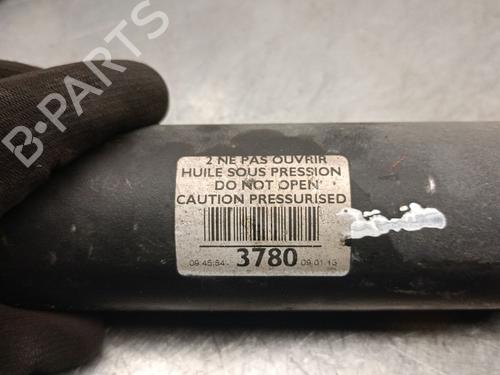 B-PARTS
2 NE PAS OUVRIR
HUILE SOUS PRESSION
DO NOT OPEN
CAUTION PRESSURISED
09:45:54 3780 09.01.13